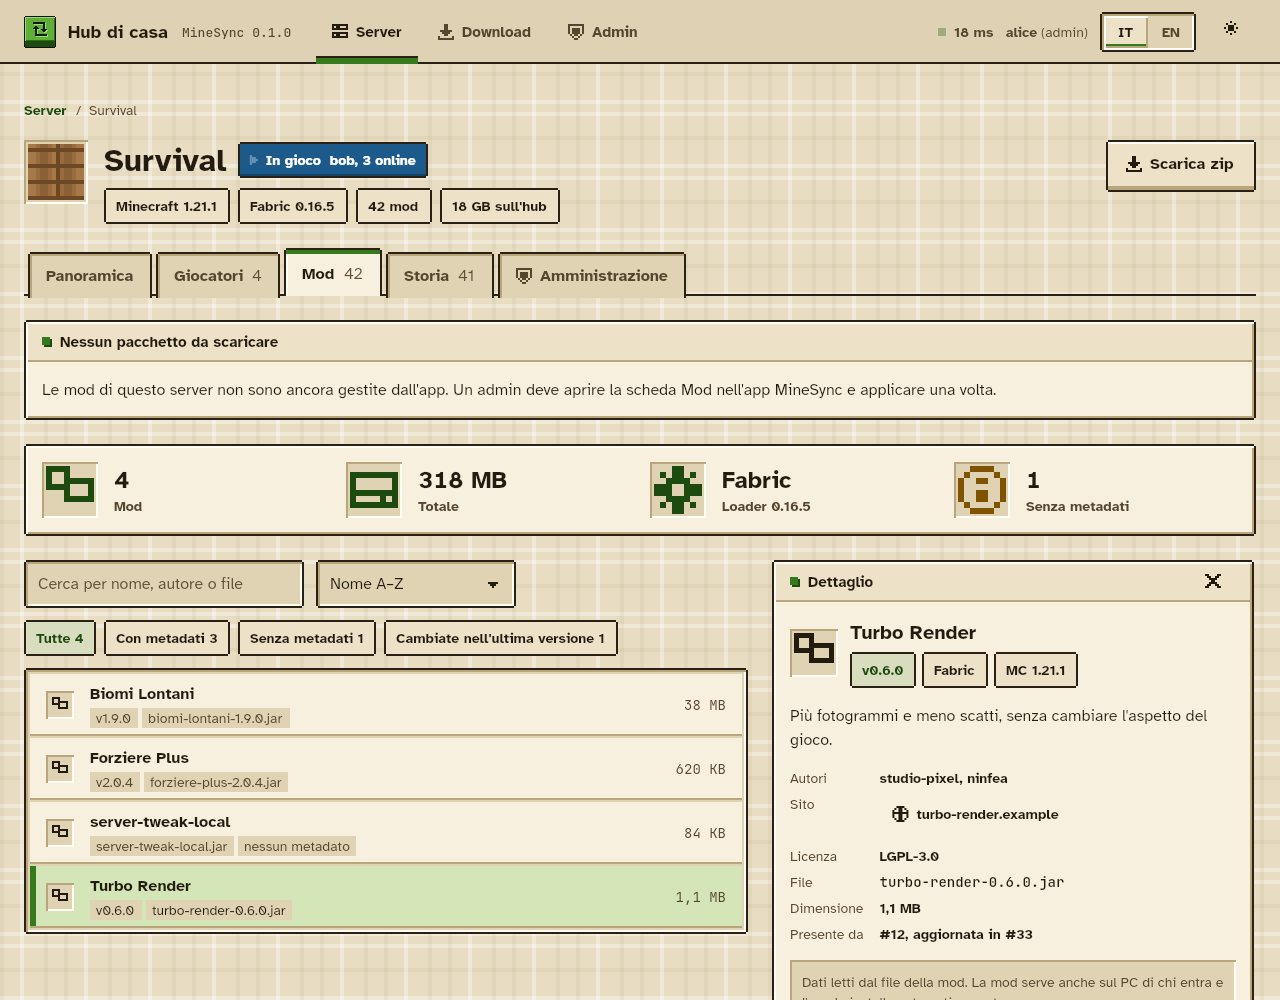 Hub di casa MineSync 0.1.0 Server Download Admin 18 ms alice (admin) IT EN
Server / Survival
Survival In gioco bob, 3 online Scarica zip
Minecraft 1.21.1 Fabric 0.16.5 42 mod 18 GB sull'hub
Panoramica Giocatori 4 Mod 42 Storia 41 Amministrazione
Nessun pacchetto da scaricare
Le mod di questo server non sono ancora gestite dall'app. Un admin deve aprire la scheda Mod nell'app MineSync e applicare una volta.
4 318 MB Fabric 1
Mod Totale Loader 0.16.5 Senza metadati
Cerca per nome, autore o file Nome A–Z
Tutte 4 Con metadati 3 Senza metadati 1 Cambiate nell'ultima versione 1
Biomi Lontani
v1.9.0 biomi-lontani-1.9.0.jar 38 MB
Forziere Plus
v2.0.4 forziere-plus-2.0.4.jar 620 KB
server-tweak-local
server-tweak-local.jar nessun metadato 84 KB
Turbo Render
v0.6.0 turbo-render-0.6.0.jar 1,1 MB
Dettaglio
Turbo Render
v0.6.0 Fabric MC 1.21.1
Più fotogrammi e meno scatti, senza cambiare l'aspetto del
gioco.
Autori studio-pixel, ninfea
Sito turbo-render.example
Licenza LGPL-3.0
File turbo-render-0.6.0.jar
Dimensione 1,1 MB
Presente da #12, aggiornata in #33
Dati letti dal file della mod. La mod serve anche sul PC di chi entra e